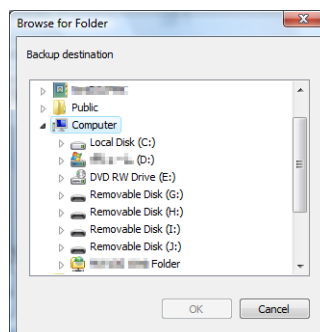 Browse for Folder
Backup destination
Public
Computer
Local Disk (C:)
(D:)
DVD RW Drive (E:)
Removable Disk (G:)
Removable Disk (H:)
Removable Disk (I:)
Removable Disk (J:)
Folder
OK
Cancel